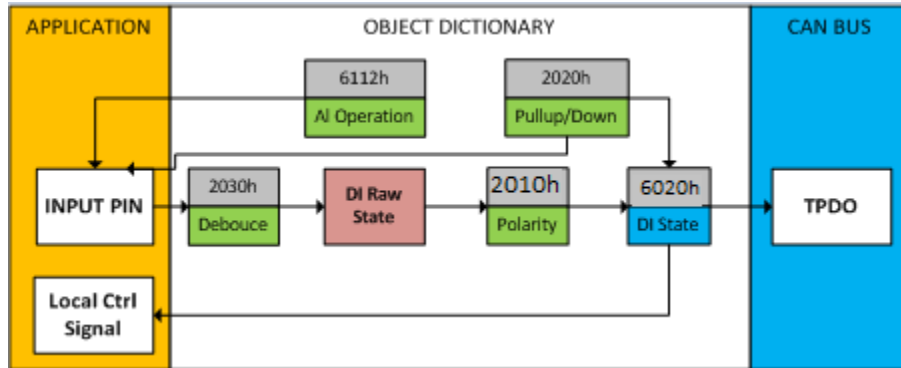 APPLICATION
OBJECT DICTIONARY
CAN BUS
6112h
AI Operation
2020h
Pullup/Down
INPUT PIN
2030h
Debouce
DI Raw
State
2010h
Polarity
6020h
DI State
TPDO
Local Ctrl
Signal